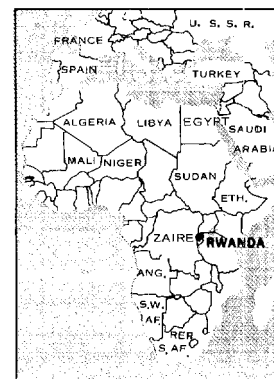 U. S. S. R.
FRANCE
SPAIN
TURKEY
ALGERIA
LIBYA
EGYPT
SAUDI
ARABIA
MALI
NIGER
SUDAN
ETH.
ZAIRE
RWANDA
ANG.
S.W.
AF.
REP.
S. AF.